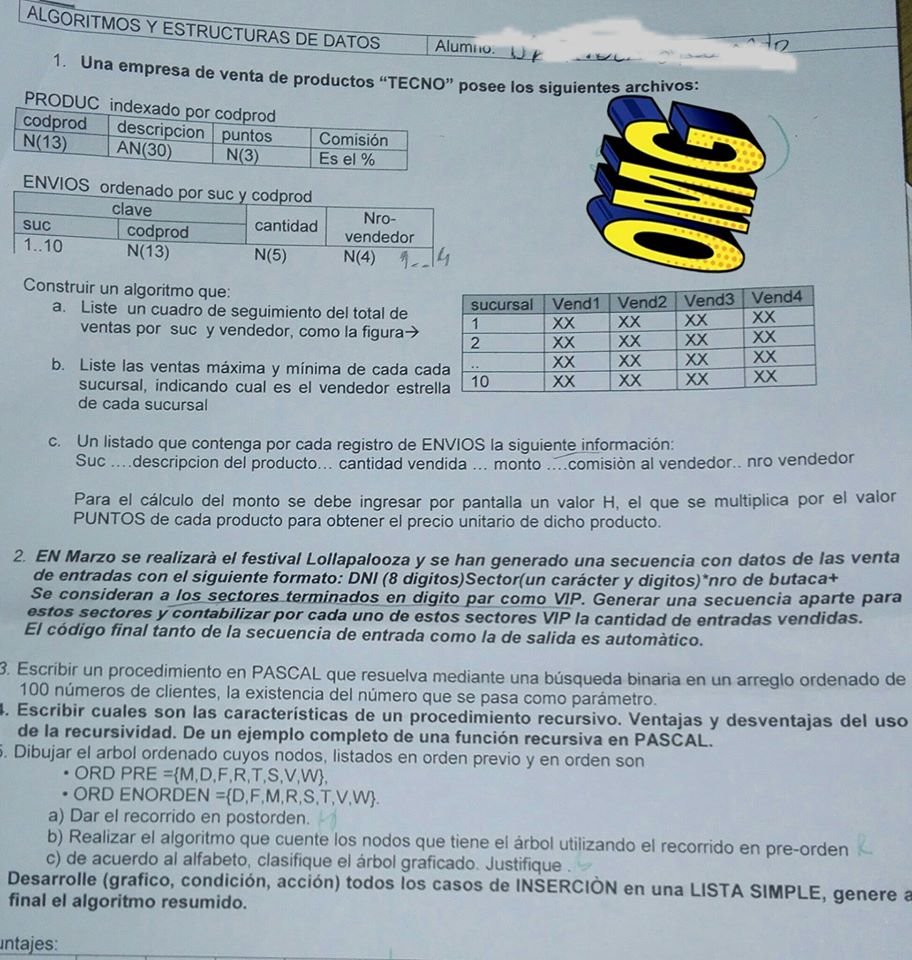 ALGORITMOS Y ESTRUCTURAS DE DATOS Alumno:
1. Una empresa de venta de productos “TECNO” posee los siguientes archivos:
PRODUC indexado por codprod
codprod descripcion puntos Comisión
N(13) AN(30) N(3) Es el %
OMG
ENVIOS ordenado por suc y codprod
clave cantidad Nro-
suc codprod vendedor
1..10 N(13) N(5) N(4) 1..4
Construir un algoritmo que:
a. Liste un cuadro de seguimiento del total de
ventas por suc y vendedor, como la figura→
sucursal Vend1 Vend2 Vend3 Vend4
1 XX XX XX XX
2 XX XX XX XX
.. XX XX XX XX
10 XX XX XX XX
b. Liste las ventas máxima y mínima de cada cada
sucursal, indicando cual es el vendedor estrella
de cada sucursal
c. Un listado que contenga por cada registro de ENVIOS la siguiente información:
Suc ....descripcion del producto... cantidad vendida ... monto ....comisiòn al vendedor.. nro vendedor
Para el cálculo del monto se debe ingresar por pantalla un valor H, el que se multiplica por el valor
PUNTOS de cada producto para obtener el precio unitario de dicho producto.
2. EN Marzo se realizarà el festival Lollapalooza y se han generado una secuencia con datos de las venta
de entradas con el siguiente formato: DNI (8 digitos)Sector(un carácter y digitos)*nro de butaca+
Se consideran a los sectores terminados en digito par como VIP. Generar una secuencia aparte para
estos sectores y contabilizar por cada uno de estos sectores VIP la cantidad de entradas vendidas.
El código final tanto de la secuencia de entrada como la de salida es automàtico.
3. Escribir un procedimiento en PASCAL que resuelva mediante una búsqueda binaria en un arreglo ordenado de
100 números de clientes, la existencia del número que se pasa como parámetro.
4. Escribir cuales son las características de un procedimiento recursivo. Ventajas y desventajas del uso
de la recursividad. De un ejemplo completo de una función recursiva en PASCAL.
5. Dibujar el arbol ordenado cuyos nodos, listados en orden previo y en orden son
• ORD PRE ={M,D,F,R,T,S,V,W},
• ORD ENORDEN ={D,F,M,R,S,T,V,W}.
a) Dar el recorrido en postorden.
b) Realizar el algoritmo que cuente los nodos que tiene el árbol utilizando el recorrido en pre-orden
c) de acuerdo al alfabeto, clasifique el árbol graficado. Justifique .
Desarrolle (grafico, condición, acción) todos los casos de INSERCIÒN en una LISTA SIMPLE, genere a
final el algoritmo resumido.
untajes: